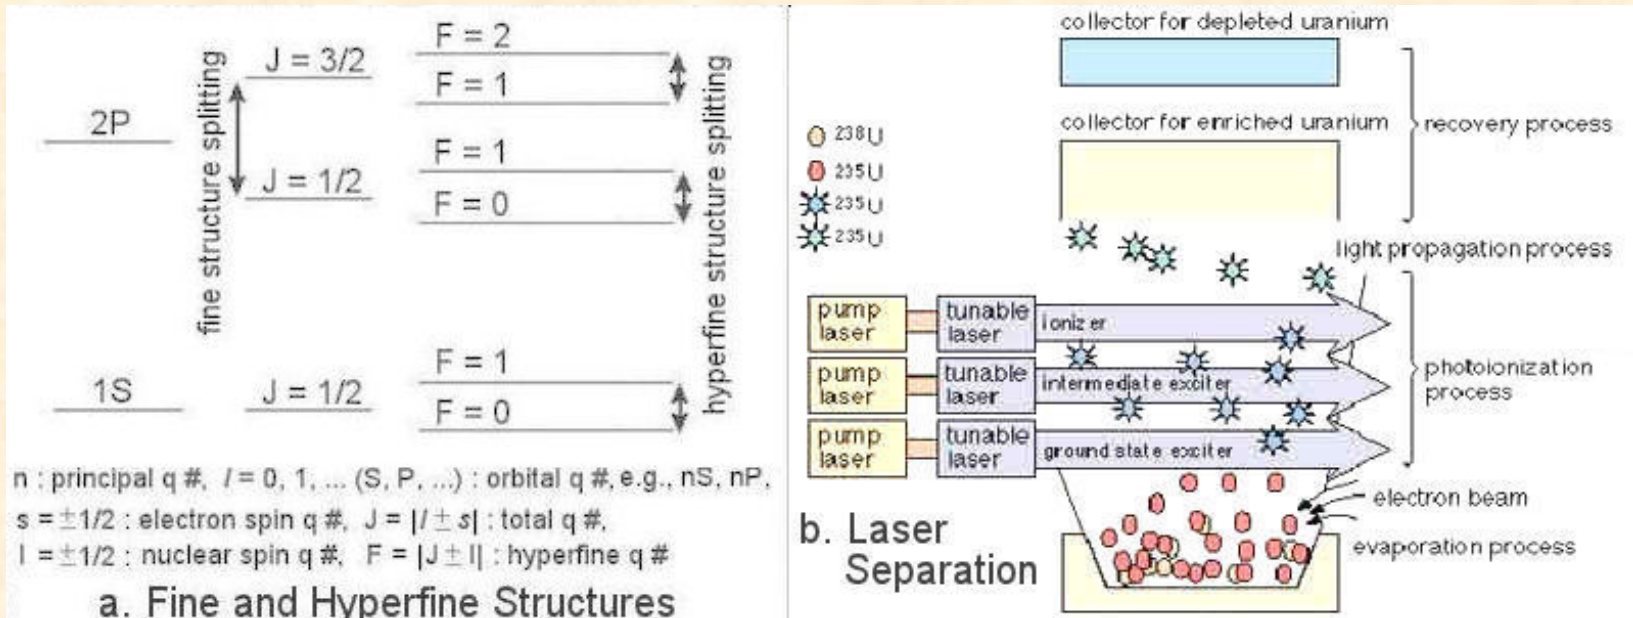 2P
1S
fine structure splitting
J = 3/2
J = 1/2
J = 1/2
F = 2
F = 1
F = 1
F = 0
F = 1
F = 0
hyperfine structure splitting
n : principal q #, l = 0, 1, ... (S, P, ...) : orbital q #, e.g., nS, nP,
s = ±1/2 : electron spin q #, J = |l ± s| : total q #,
I = ±1/2 : nuclear spin q #, F = |J ± I| : hyperfine q #
a. Fine and Hyperfine Structures
collector for depleted uranium
collector for enriched uranium
recovery process
238U
235U
235U
235U
light propagation process
pump
laser
tunable
laser
ionizer
pump
laser
tunable
laser
intermediate exciter
pump
laser
tunable
laser
ground state exciter
photoionization
process
electron beam
evaporation process
b. Laser
Separation